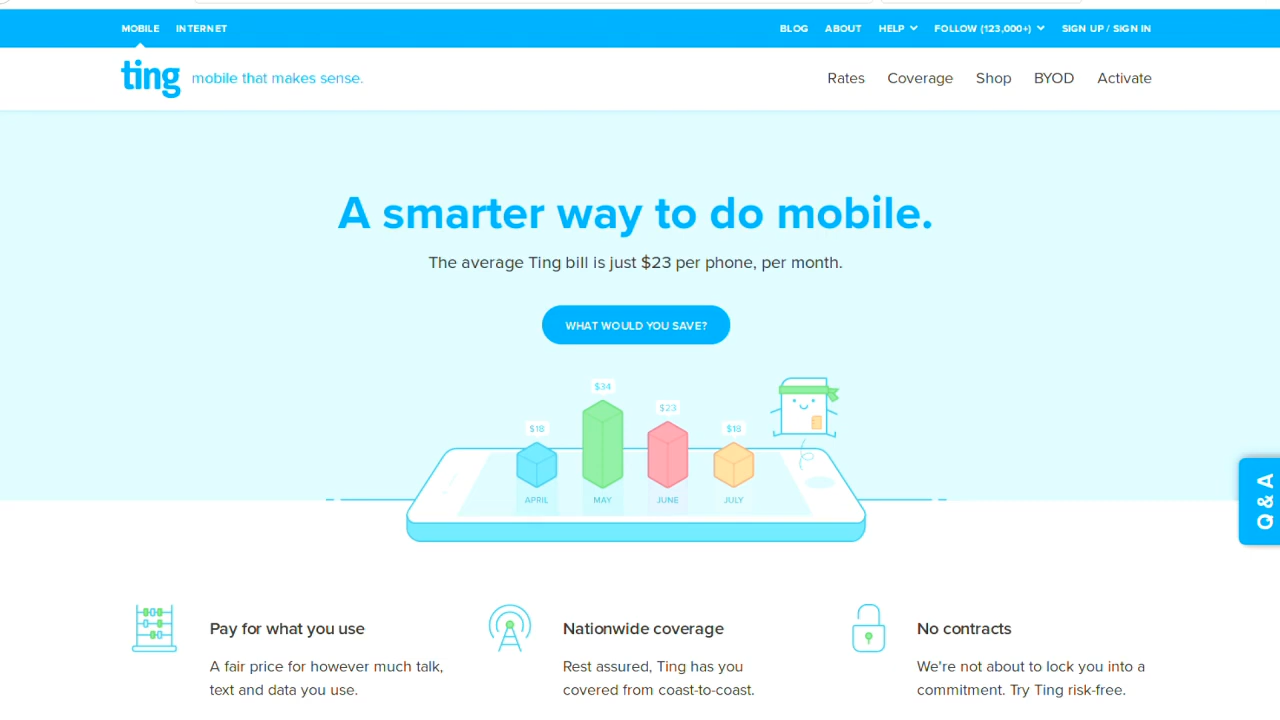 MOBILE INTERNET BLOG ABOUT HELP FOLLOW (123,000+) SIGN UP / SIGN IN
ting mobile that makes sense. Rates Coverage Shop BYOD Activate
A smarter way to do mobile.
The average Ting bill is just $23 per phone, per month.
WHAT WOULD YOU SAVE?
$34
$23
$18 $18
APRIL MAY JUNE JULY
Q & A
Pay for what you use
A fair price for however much talk,
text and data you use.
Nationwide coverage
Rest assured, Ting has you
covered from coast-to-coast.
No contracts
We're not about to lock you into a
commitment. Try Ting risk-free.